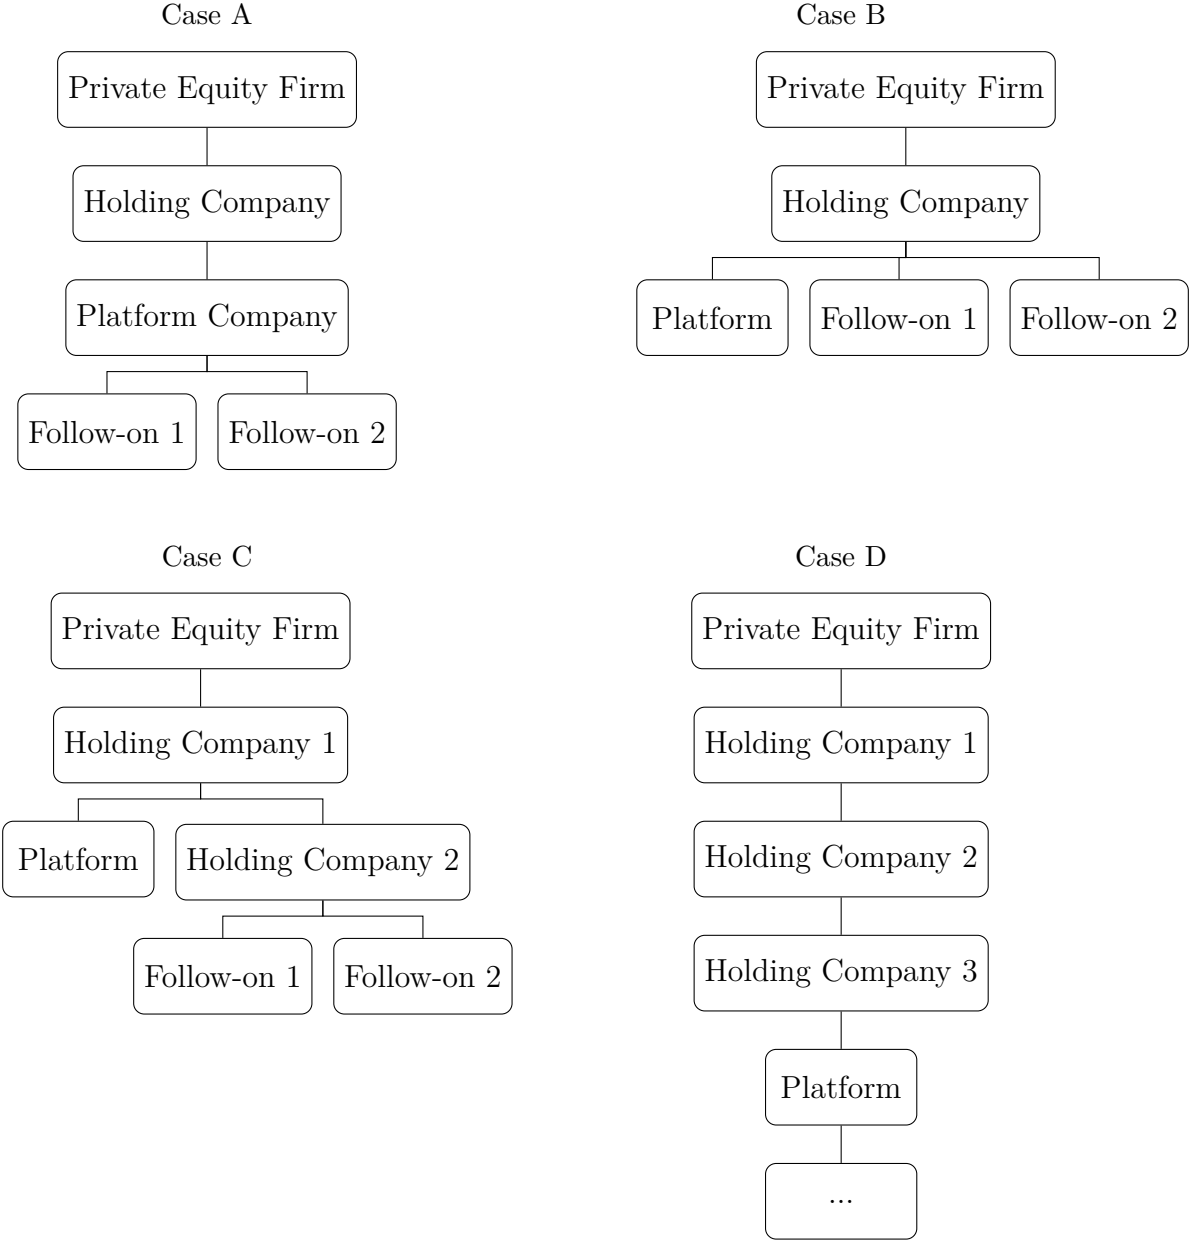 Case A
Private Equity Firm
Holding Company
Platform Company
Follow-on 1
Follow-on 2
Case B
Private Equity Firm
Holding Company
Platform
Follow-on 1
Follow-on 2
Case C
Private Equity Firm
Holding Company 1
Platform
Holding Company 2
Follow-on 1
Follow-on 2
Case D
Private Equity Firm
Holding Company 1
Holding Company 2
Holding Company 3
Platform
...